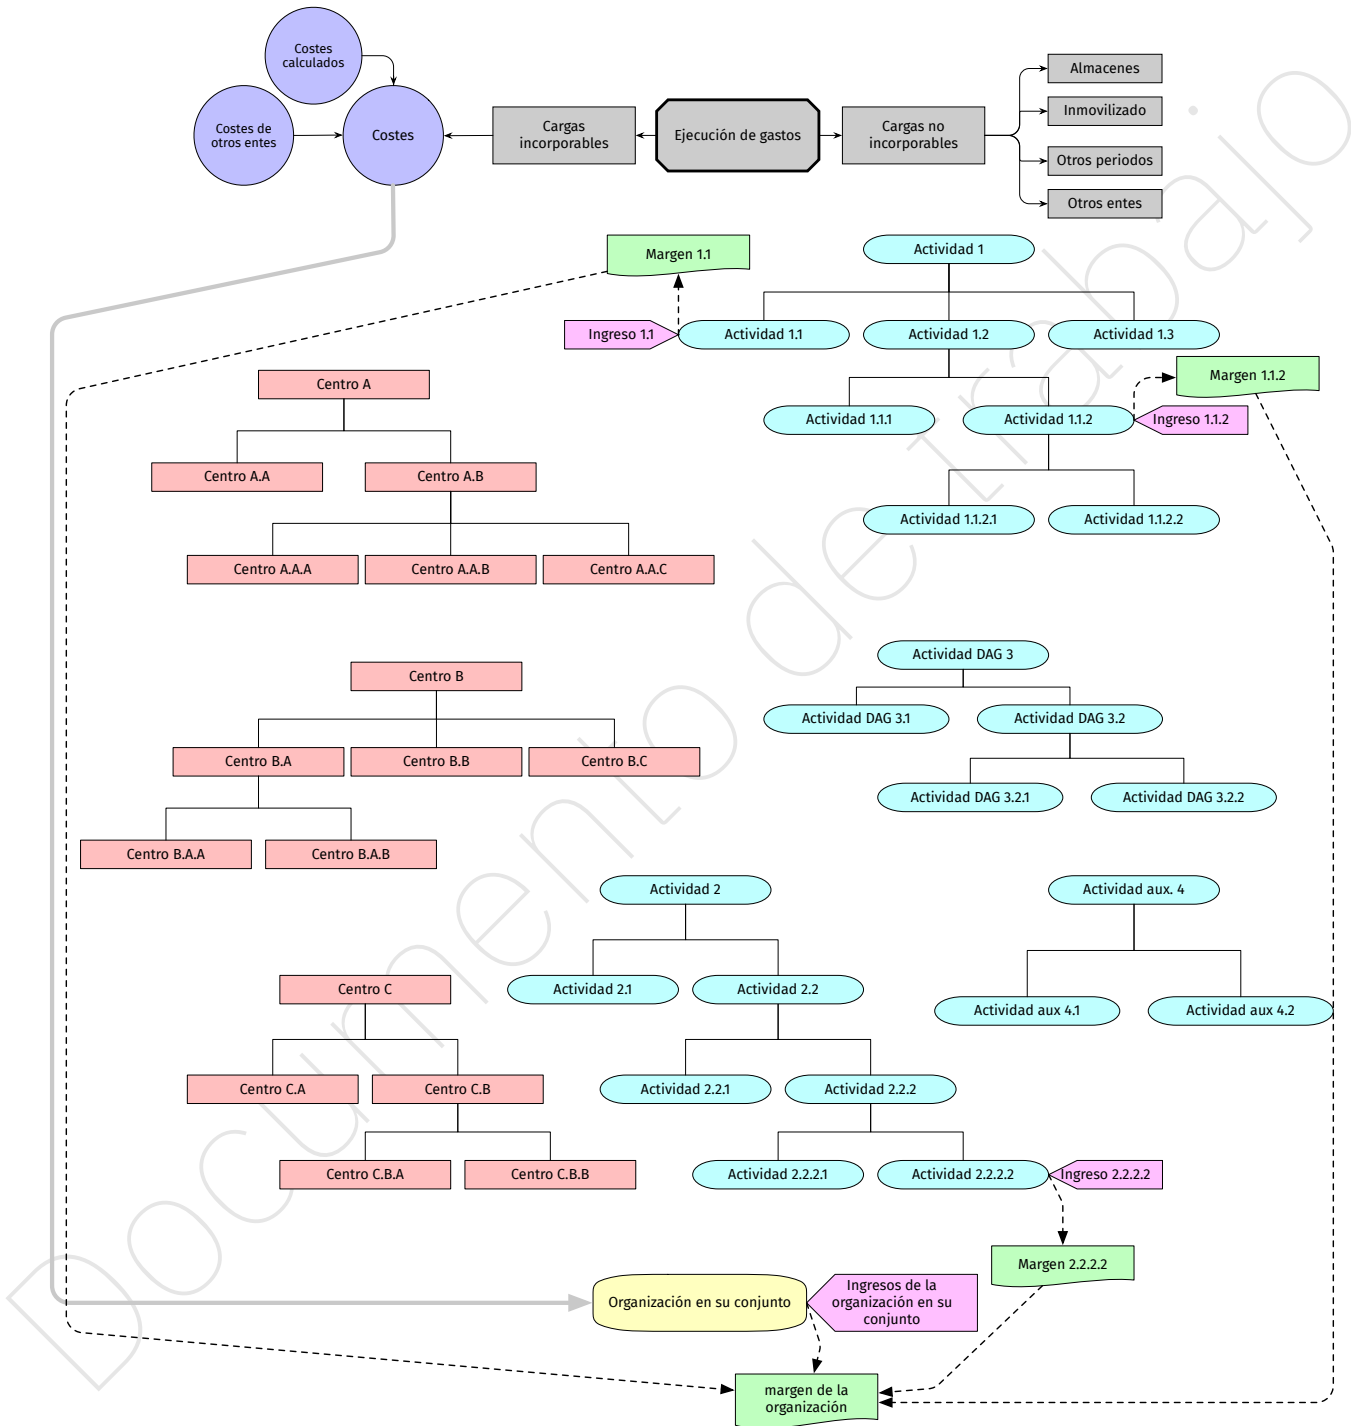 Costes
calculados
Costes de
otros entes
Costes
Cargas
incorporables
Ejecución de gastos
Cargas no
incorporables
Almacenes
Inmovilizado
Otros periodos
Otros entes
Margen 1.1
Actividad 1
Ingreso 1.1
Actividad 1.1
Actividad 1.2
Actividad 1.3
Margen 1.1.2
Centro A
Actividad 1.1.1
Actividad 1.1.2
Ingreso 1.1.2
Centro A.A
Centro A.B
Actividad 1.1.2.1
Actividad 1.1.2.2
Centro A.A.A
Centro A.A.B
Centro A.A.C
Actividad DAG 3
Centro B
Actividad DAG 3.1
Actividad DAG 3.2
Centro B.A
Centro B.B
Centro B.C
Actividad DAG 3.2.1
Actividad DAG 3.2.2
Centro B.A.A
Centro B.A.B
Actividad 2
Actividad aux. 4
Centro C
Actividad 2.1
Actividad 2.2
Actividad aux 4.1
Actividad aux 4.2
Centro C.A
Centro C.B
Actividad 2.2.1
Actividad 2.2.2
Centro C.B.A
Centro C.B.B
Actividad 2.2.2.1
Actividad 2.2.2.2
Ingreso 2.2.2.2
Margen 2.2.2.2
Organización en su conjunto
Ingresos de la
organización en su
conjunto
margen de la
organización
Documento de trabajo